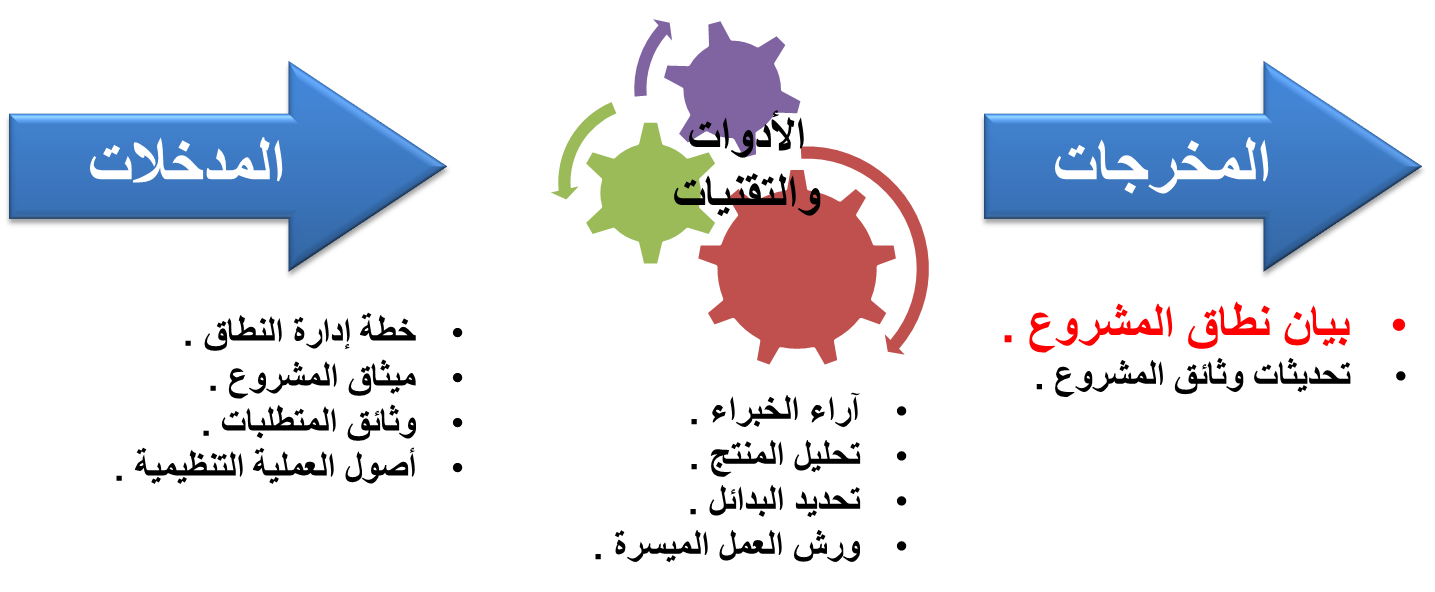 المدخلات
• خطة إدارة النطاق .
• ميثاق المشروع .
• وثائق المتطلبات .
• أصول العملية التنظيمية .
الأدوات
والتقنيات
• آراء الخبراء .
• تحليل المنتج .
• تحديد البدائل .
• ورش العمل الميسرة .
المخرجات
• بيان نطاق المشروع .
• تحديثات وثائق المشروع .